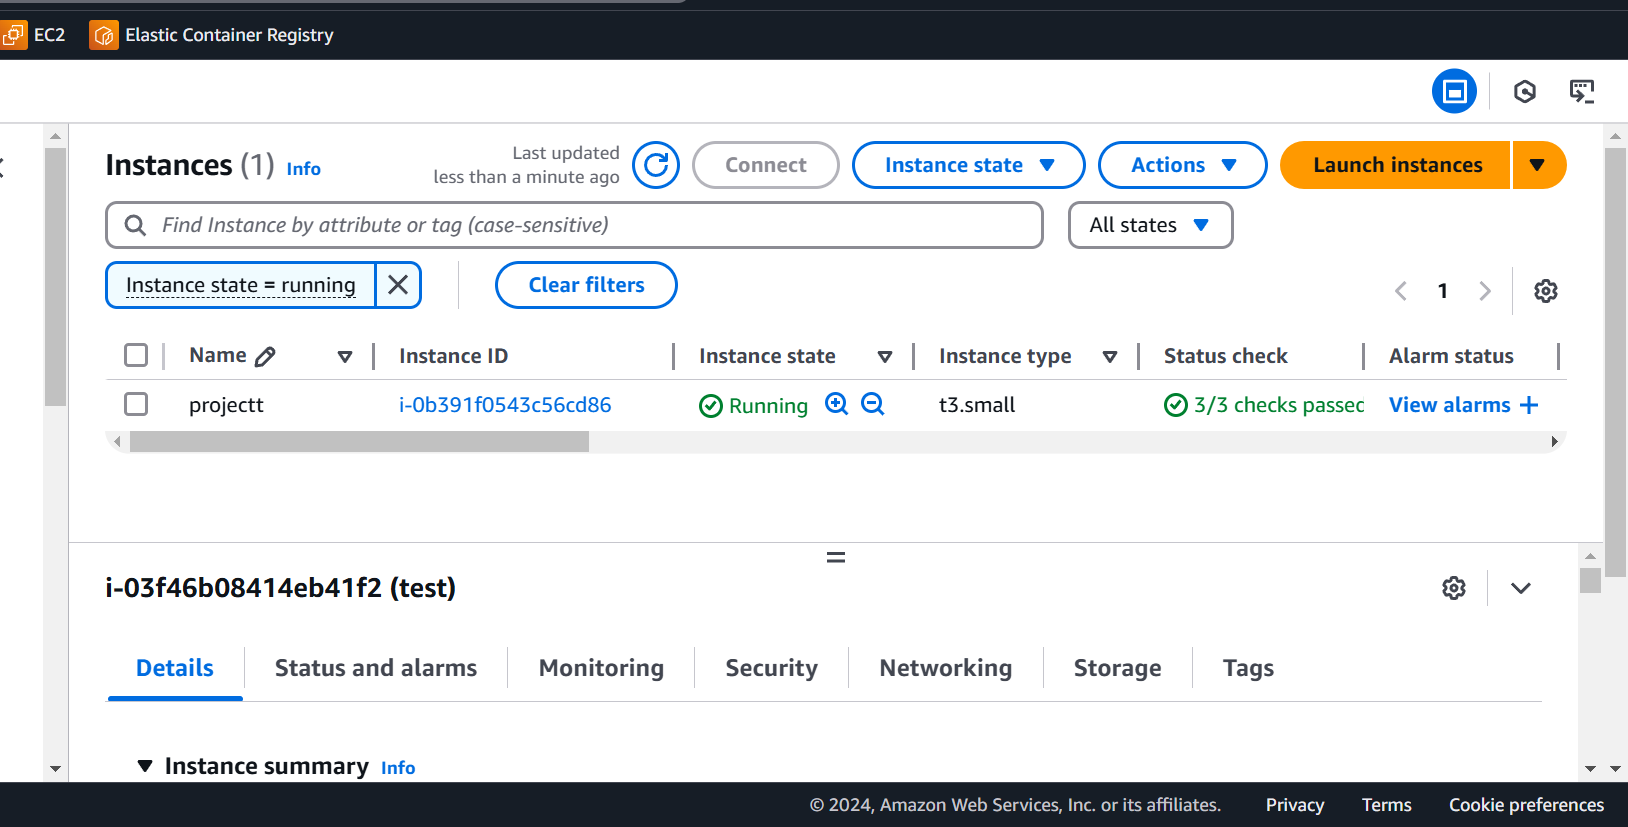 EC2 Elastic Container Registry
Instances (1) Info
Last updated
less than a minute ago
Connect Instance state Actions Launch instances
Find Instance by attribute or tag (case-sensitive)
All states
Instance state = running
Clear filters
1
Name Instance ID Instance state Instance type Status check Alarm status
projectt i-0b391f0543c56cd86 Running t3.small 3/3 checks passed View alarms +
i-03f46b08414eb41f2 (test)
Details Status and alarms Monitoring Security Networking Storage Tags
Instance summary Info
© 2024, Amazon Web Services, Inc. or its affiliates. Privacy Terms Cookie preferences